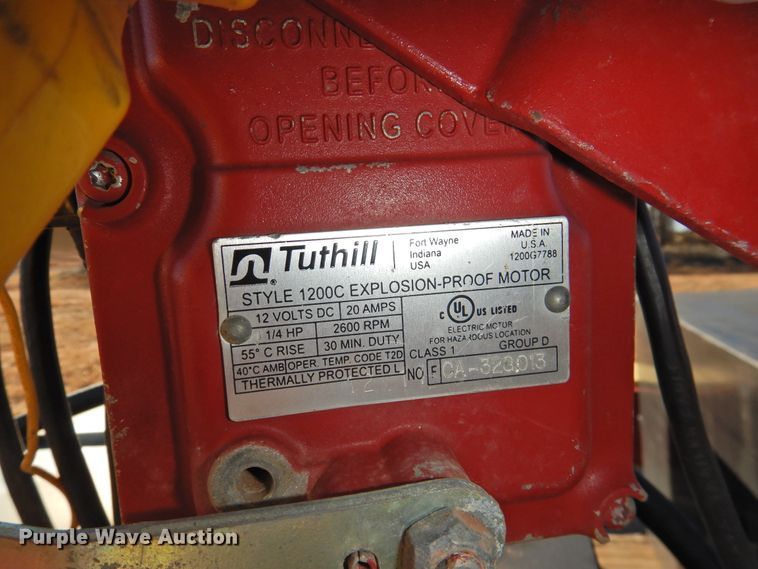 DISCONNE
BEFOR
OPENING COVER
Tuthill
®
Fort Wayne
Indiana
USA
MADE IN
U.S.A.
1200G7788
STYLE 1200C EXPLOSION-PROOF MOTOR
12 VOLTS DC 20 AMPS
1/4 HP 2600 RPM
55° C RISE 30 MIN. DUTY
40°C AMB OPER. TEMP. CODE T2D
THERMALLY PROTECTED L
C UL US LISTED
ELECTRIC MOTOR
FOR HAZARDOUS LOCATION
CLASS 1 GROUP D
NO F
Purple Wave Auction